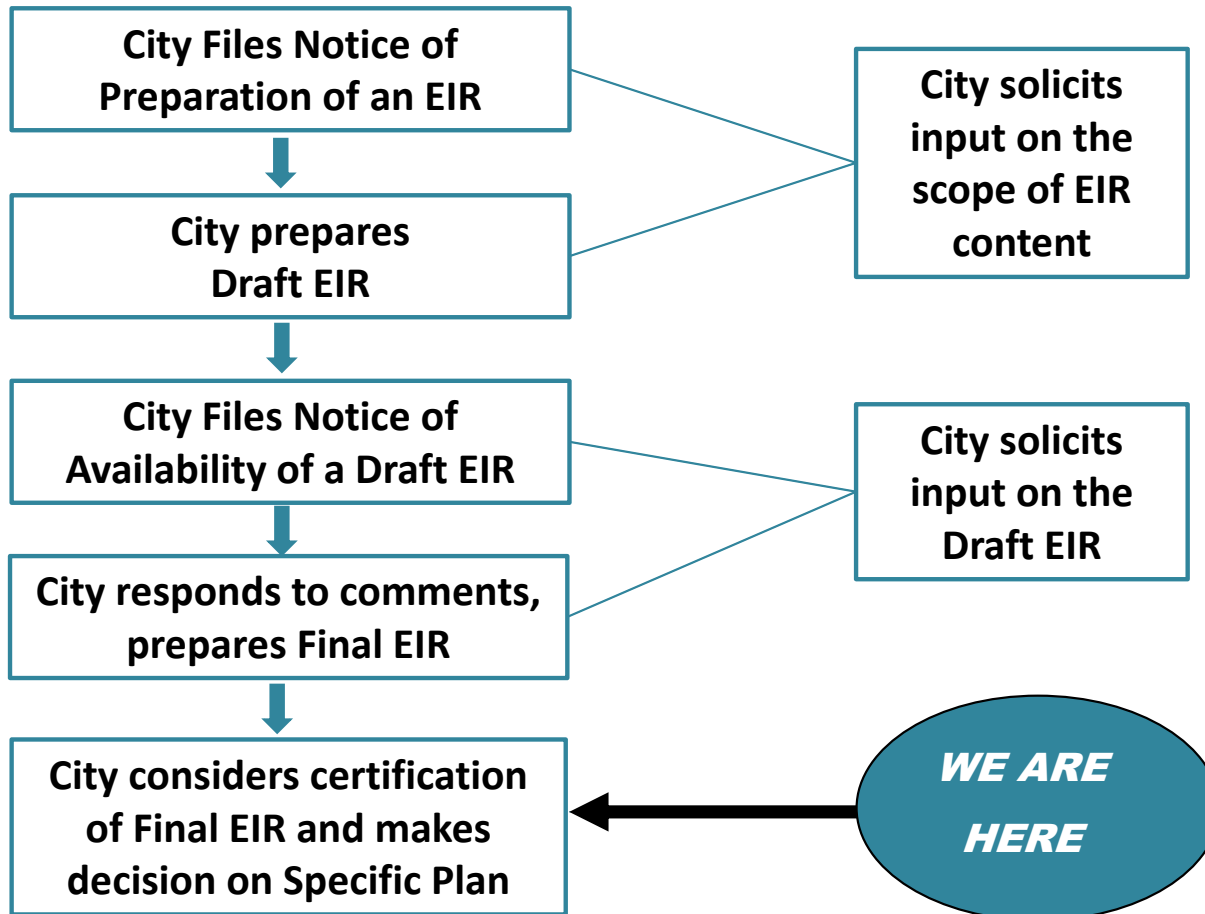 City Files Notice of
Preparation of an EIR
City solicits
input on the
scope of EIR
content
City prepares
Draft EIR
City Files Notice of
Availability of a Draft EIR
City solicits
input on the
Draft EIR
City responds to comments,
prepares Final EIR
City considers certification
of Final EIR and makes
decision on Specific Plan
WE ARE
HERE